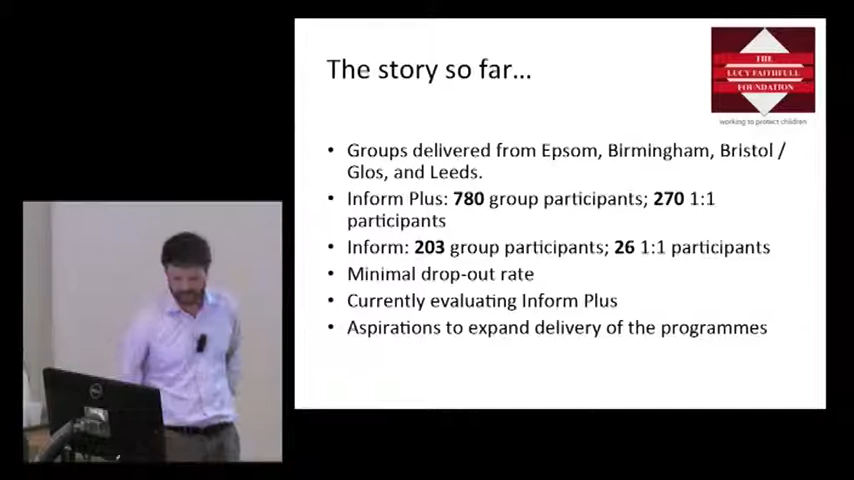 The story so far...
THE
LUCY FAITHFULL
FOUNDATION
working to protect children
• Groups delivered from Epsom, Birmingham, Bristol /
Glos, and Leeds.
• Inform Plus: 780 group participants; 270 1:1
participants
• Inform: 203 group participants; 26 1:1 participants
• Minimal drop-out rate
• Currently evaluating Inform Plus
• Aspirations to expand delivery of the programmes